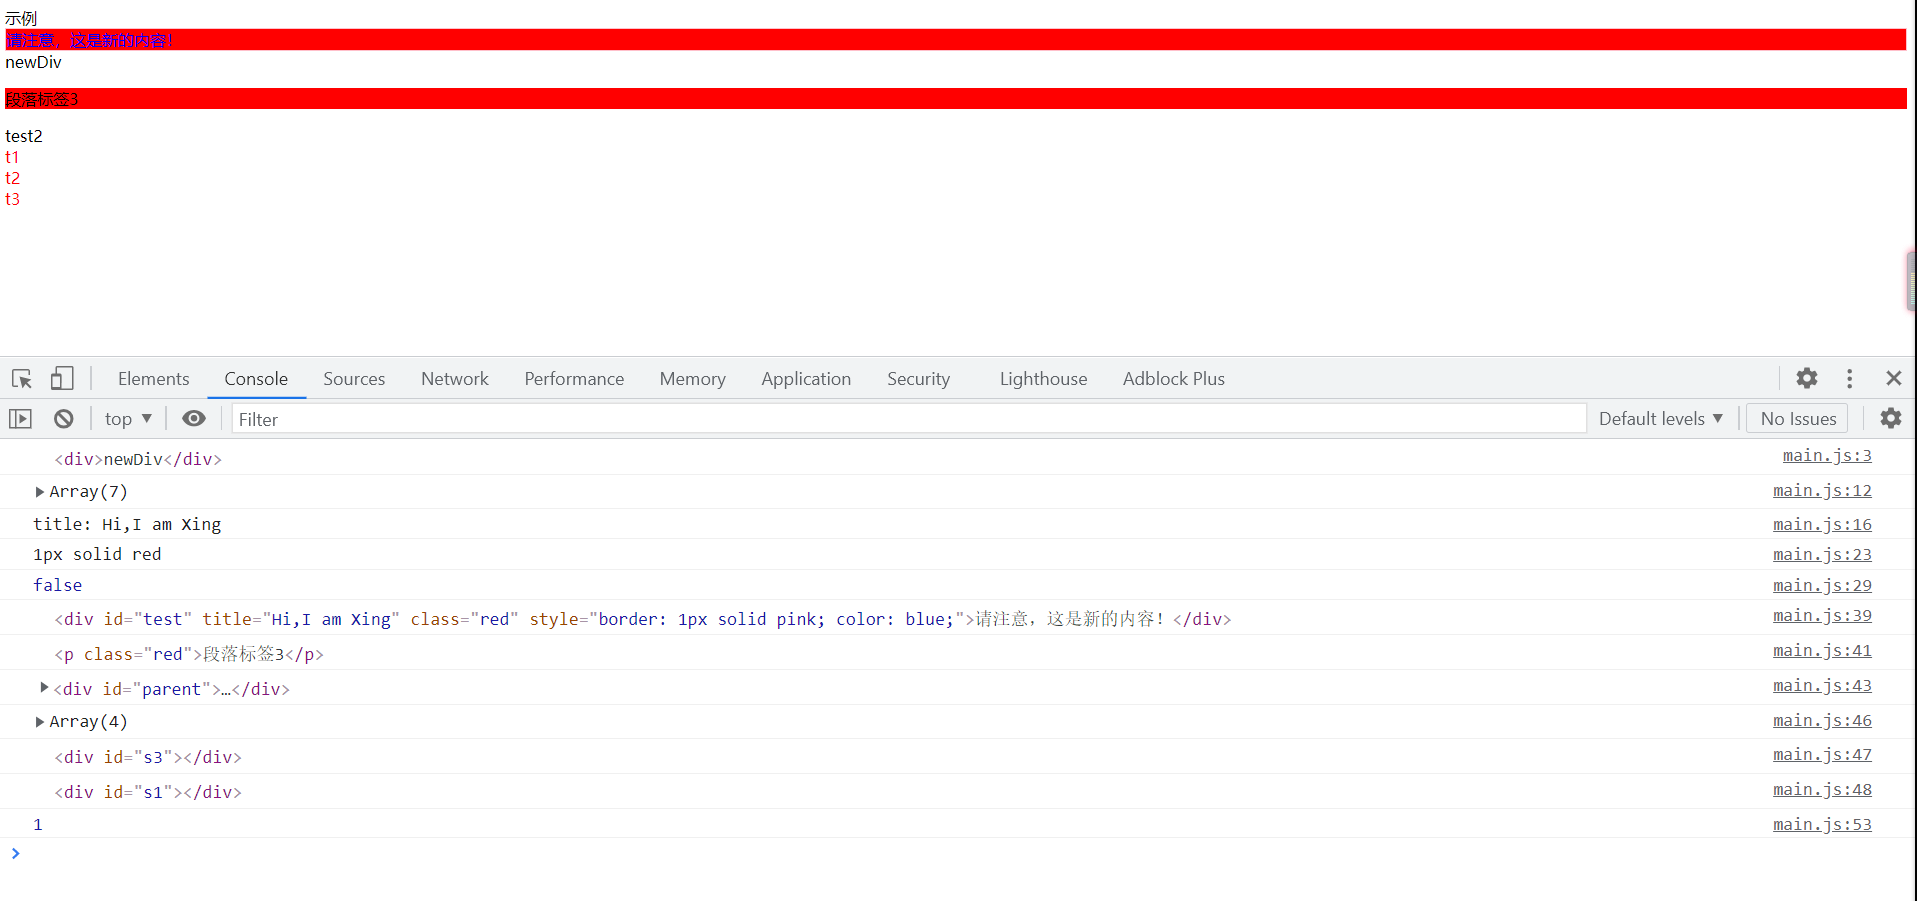 示例
请注意，这是新的内容！
newDiv
段落标签3
test2
t1
t2
t3
Elements Console Sources Network Performance Memory Application Security Lighthouse Adblock Plus
top ▼ Filter Default levels ▼ No Issues
<div>newDiv</div> main.js:3
▶Array(7) main.js:12
title: Hi,I am Xing main.js:16
1px solid red main.js:23
false main.js:29
<div id="test" title="Hi,I am Xing" class="red" style="border: 1px solid pink; color: blue;">请注意，这是新的内容！</div> main.js:39
<p class="red">段落标签3</p> main.js:41
▶<div id="parent">…</div> main.js:43
▶Array(4) main.js:46
<div id="s3"></div> main.js:47
<div id="s1"></div> main.js:48
1 main.js:53